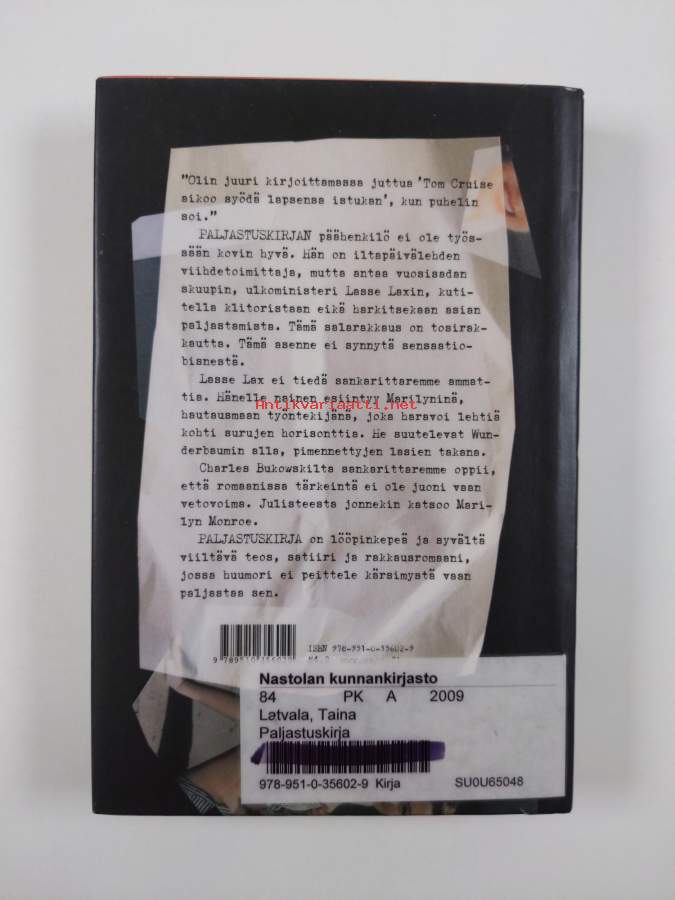 "Olin juuri kirjoittamassa juttua 'Tom Cruise
aikoo syödä lapsensa istukan', kun puhelin
soi."
PALJASTUSKIRJAN päähenkilö ei ole työs-
sään kovin hyvä. Hän on iltapäivälehden
viihdetoimittaja, mutta antaa vuosisadan
skuupin, ulkoministeri Lasse Laxin, kuti-
tella klitoristaan eikä harkitsekaan asian
paljastamista. Tämä salarakkaus on tosirak-
kautta. Tämä asenne ei synnytä sensaatio-
bisnestä.
Lasse Lax ei tiedä sankarittaremme ammat-
tia. Hänelle nainen esiintyy Marilyninä,
Antikvariaatti.net
hautausmaan työntekijänä, joka haravoi lehtiä
kohti surujen horisonttia. He suutelevat Wun-
derbaumin alla, pimennettyjen lasien takana.
Charles Bukowskilta sankarittaremme oppii,
että romaanissa tärkeintä ei ole juoni vaan
vetovoima. Julisteesta jonnekin katsoo Mari-
lyn Monroe.
PALJASTUSKIRJA on lööpinkepeä ja syvältä
viiltävä teos, satiiri ja rakkausromaani,
jossa huumori ei peittele kärsimystä vaan
paljastaa sen.
ISBN 978-951-0-35602-9
9 789510 356029
Nastolan kunnankirjasto
84 PK A 2009
Latvala, Taina
Paljastuskirja
978-951-0-35602-9 Kirja SU0U65048